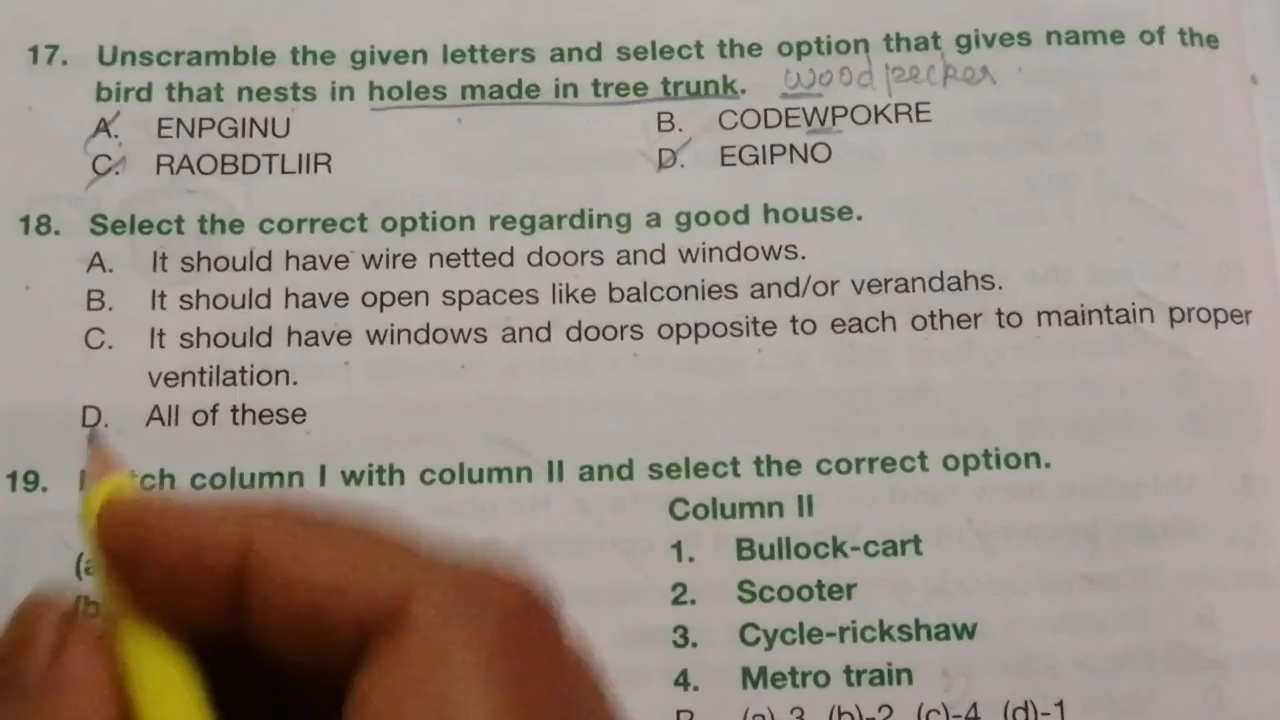 17. Unscramble the given letters and select the option that gives name of the
bird that nests in holes made in tree trunk. woodpecker
A. ENPGINU B. CODEWPOKRE
C. RAOBDTLIIR D. EGIPNO
18. Select the correct option regarding a good house.
A. It should have wire netted doors and windows.
B. It should have open spaces like balconies and/or verandahs.
C. It should have windows and doors opposite to each other to maintain proper
ventilation.
D. All of these
19. column I with column II and select the correct option.
Column II
1. Bullock-cart
2. Scooter
3. Cycle-rickshaw
4. Metro train
(a)-3, (b)-2, (c)-4, (d)-1